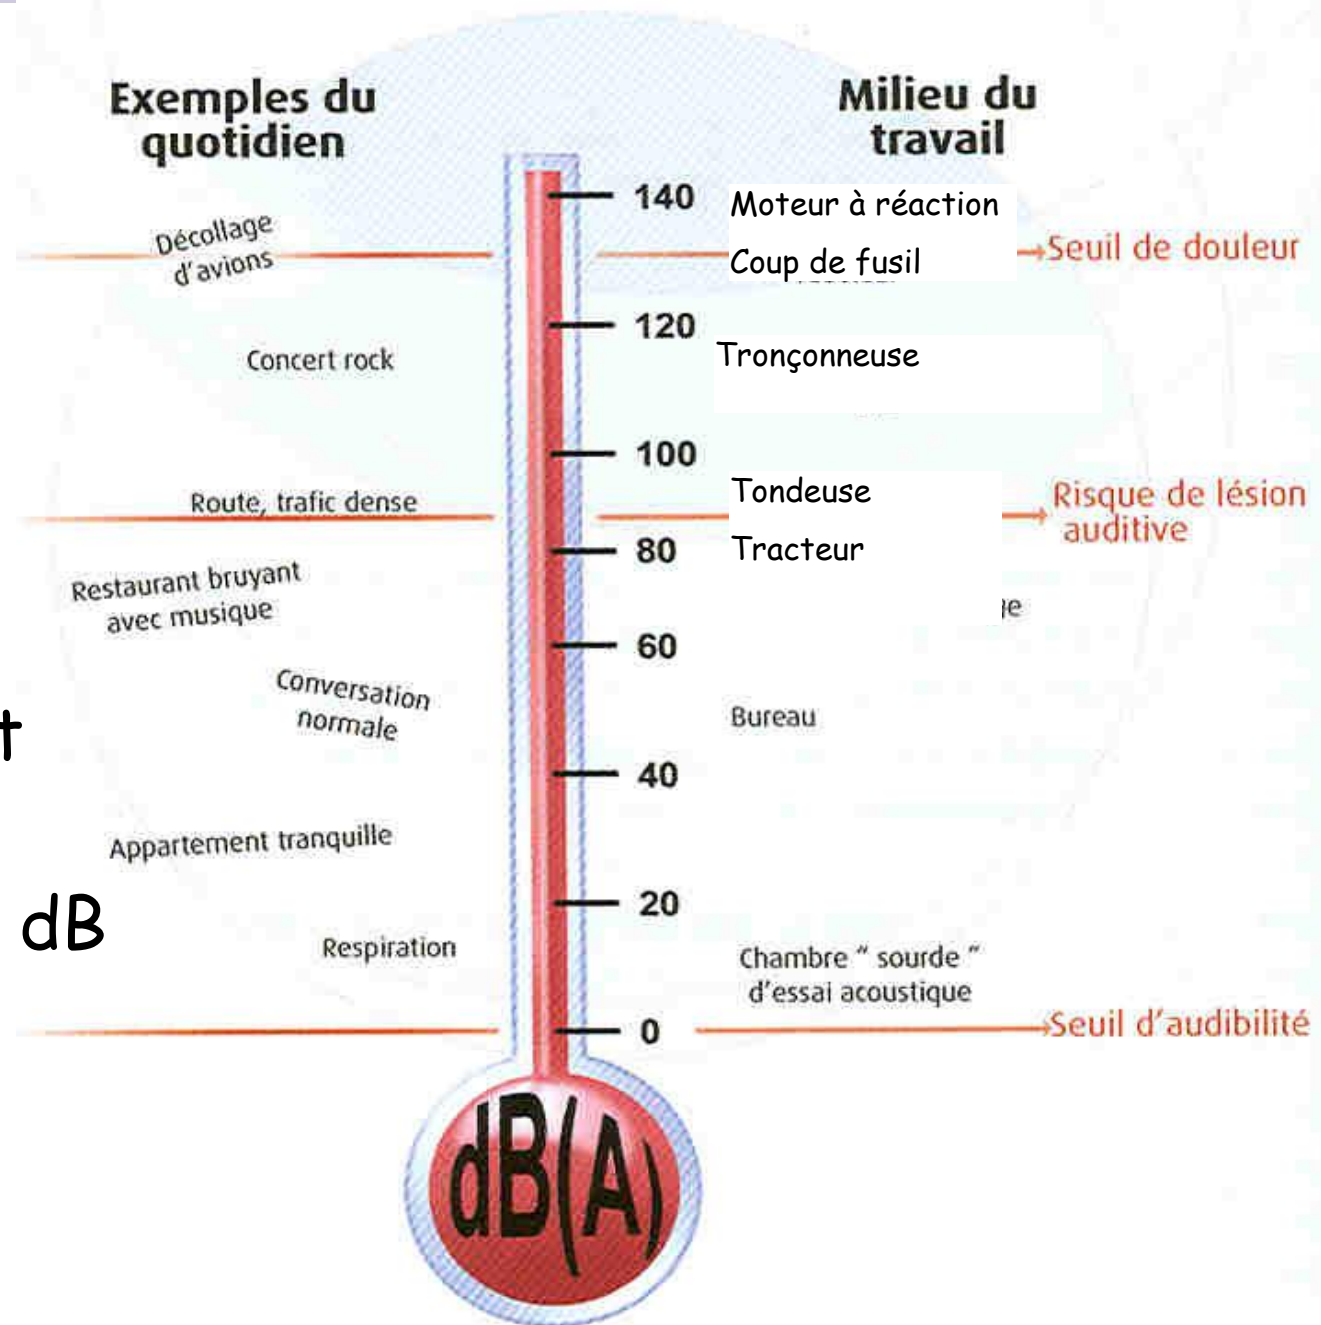 Exemples du
quotidien
Milieu du
travail
140
Moteur à réaction
Décollage
d'avions
Coup de fusil
Seuil de douleur
120
Concert rock
Tronçonneuse
100
Route, trafic dense
Tondeuse
Risque de lésion
auditive
80
Tracteur
Restaurant bruyant
avec musique
60
Conversation
normale
t
Bureau
40
Appartement tranquille
20
dB
Respiration
Chambre " sourde "
d'essai acoustique
0
Seuil d'audibilité
dB(A)